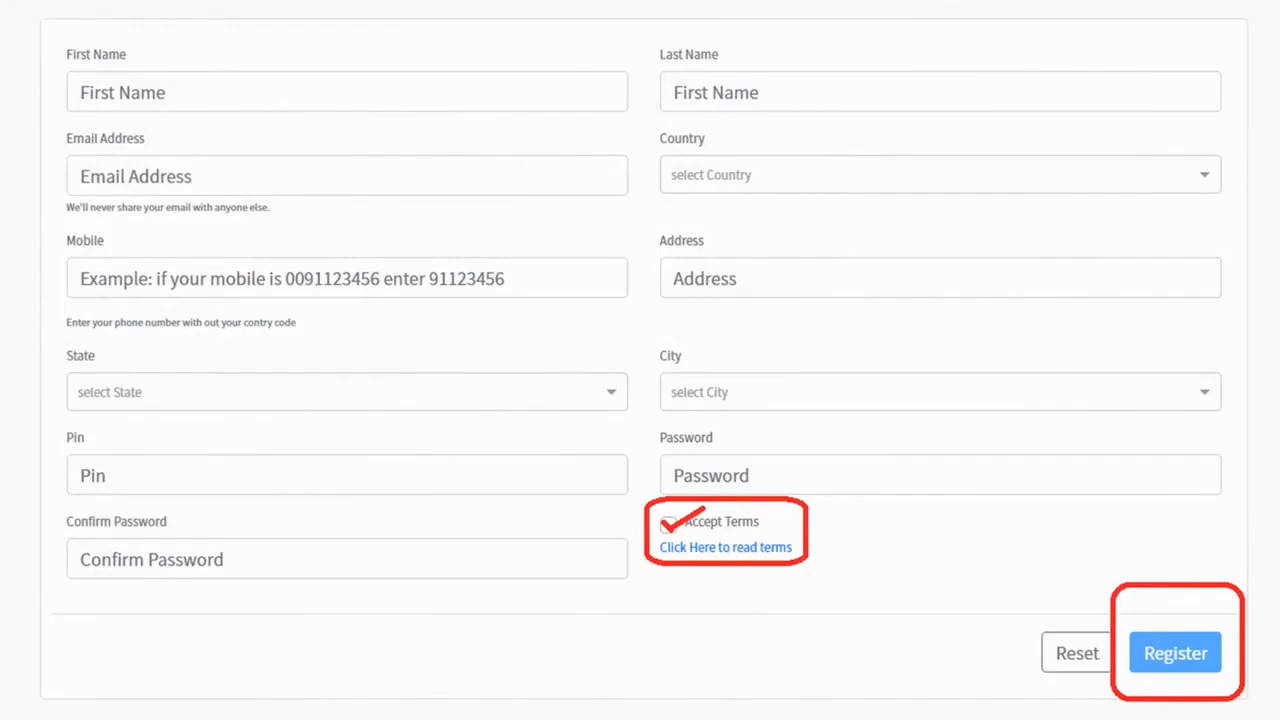 First Name
Last Name
First Name
First Name
Email Address
Country
Email Address
select Country
We'll never share your email with anyone else.
Mobile
Address
Example: if your mobile is 0091123456 enter 91123456
Address
Enter your phone number with out your contry code
State
City
select State
select City
Pin
Password
Pin
Password
Confirm Password
Accept Terms
Confirm Password
Click Here to read terms
Reset
Register